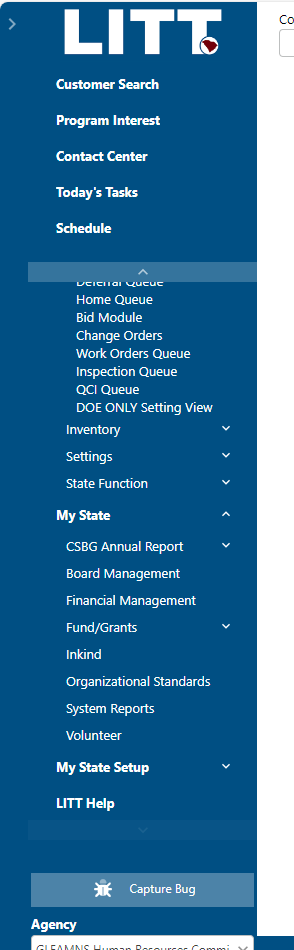 LITT
Co
Customer Search
Program Interest
Contact Center
Today's Tasks
Schedule
Deferral Queue
Home Queue
Bid Module
Change Orders
Work Orders Queue
Inspection Queue
QCI Queue
DOE ONLY Setting View
Inventory
Settings
State Function
My State
CSBG Annual Report
Board Management
Financial Management
Fund/Grants
Inkind
Organizational Standards
System Reports
Volunteer
My State Setup
LITT Help
Capture Bug
Agency
GLEAMNS Human Resources Commi